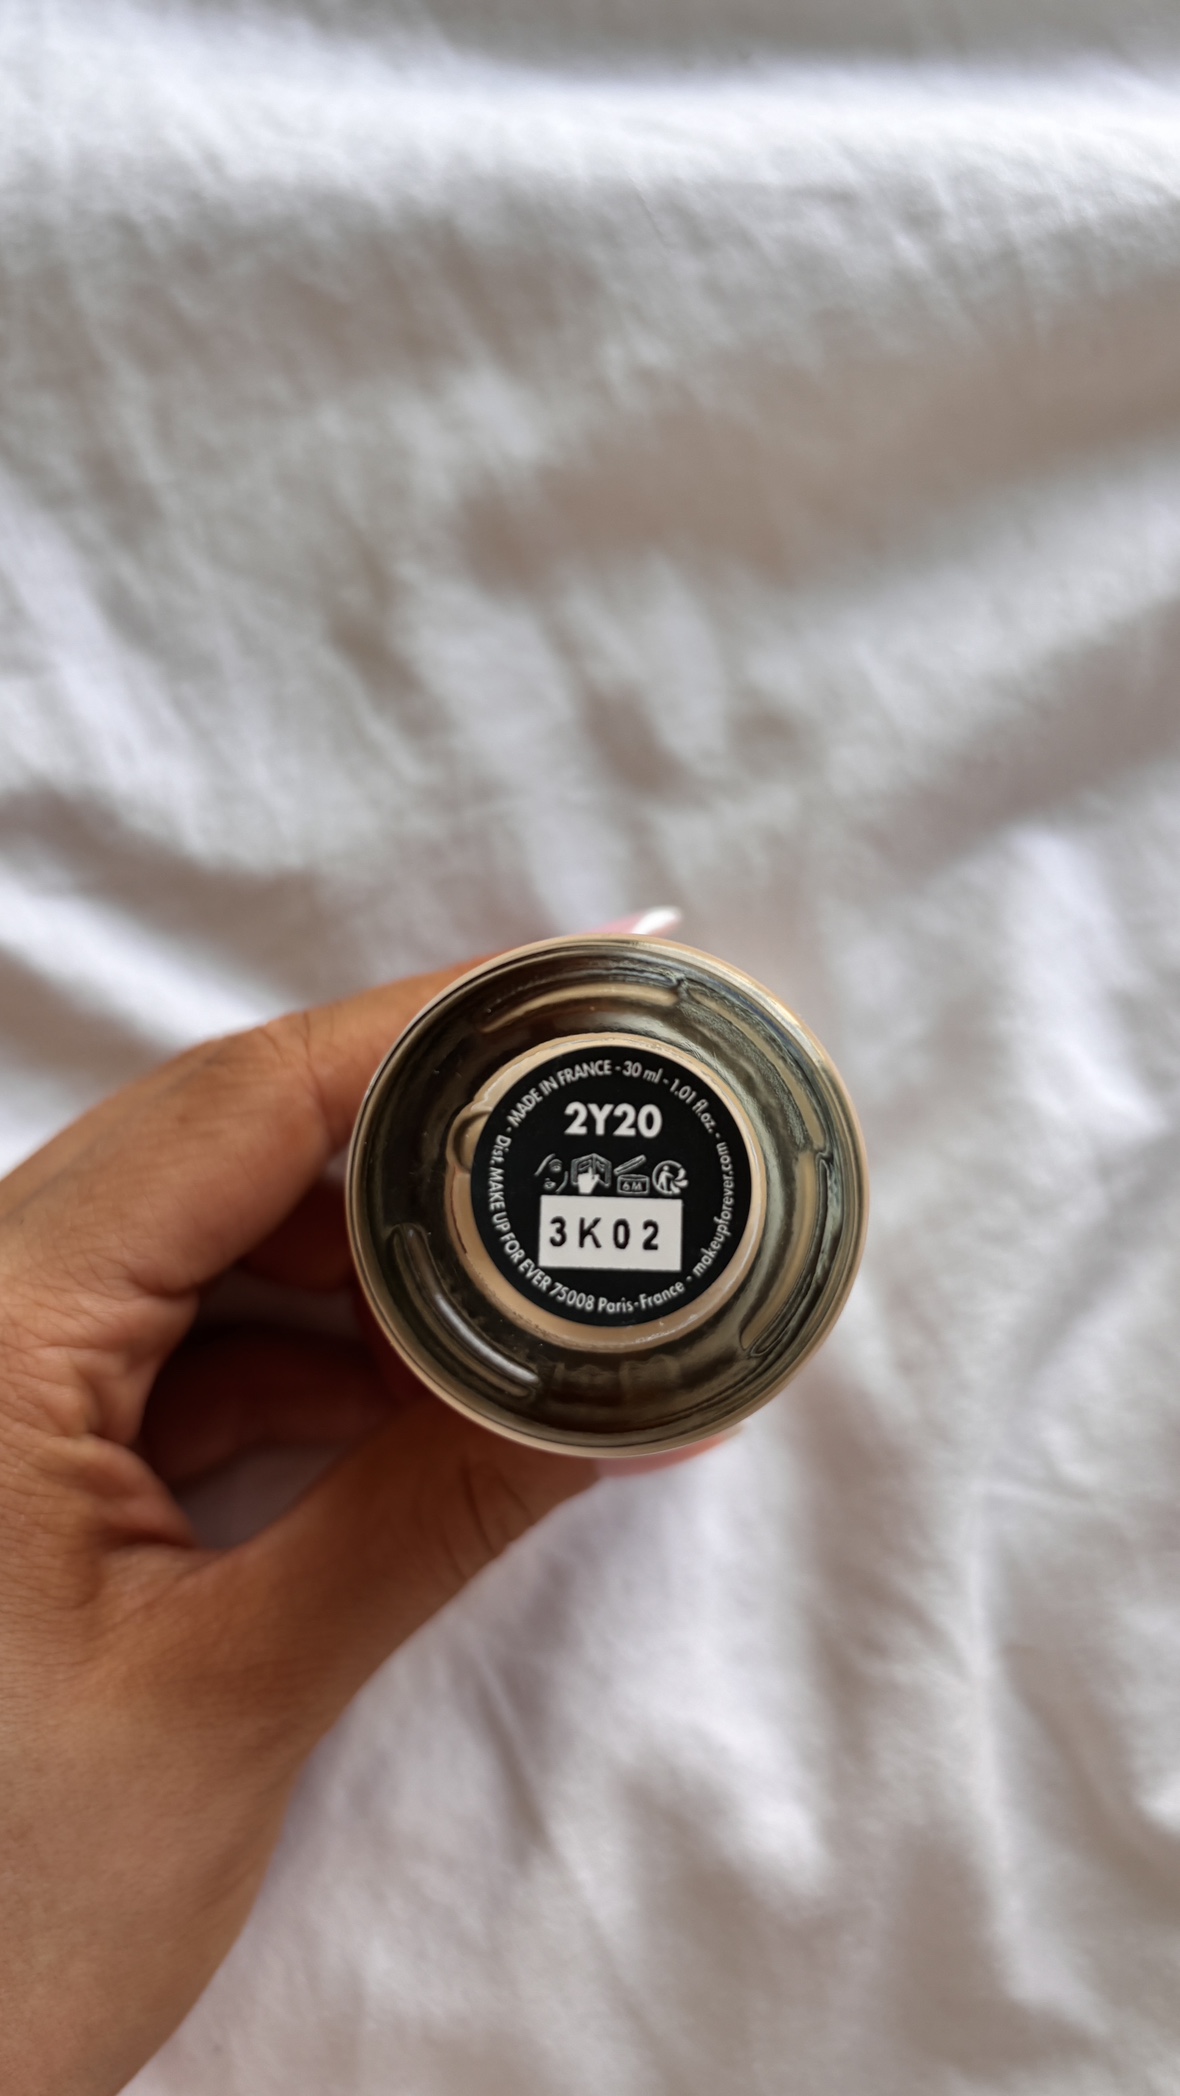 Dist. MAKE UP FOR EVER 75008 Paris-France - makeupforever.com - MADE IN FRANCE - 30 ml - 1.01 fl.oz. -
2Y20
6M
3K02